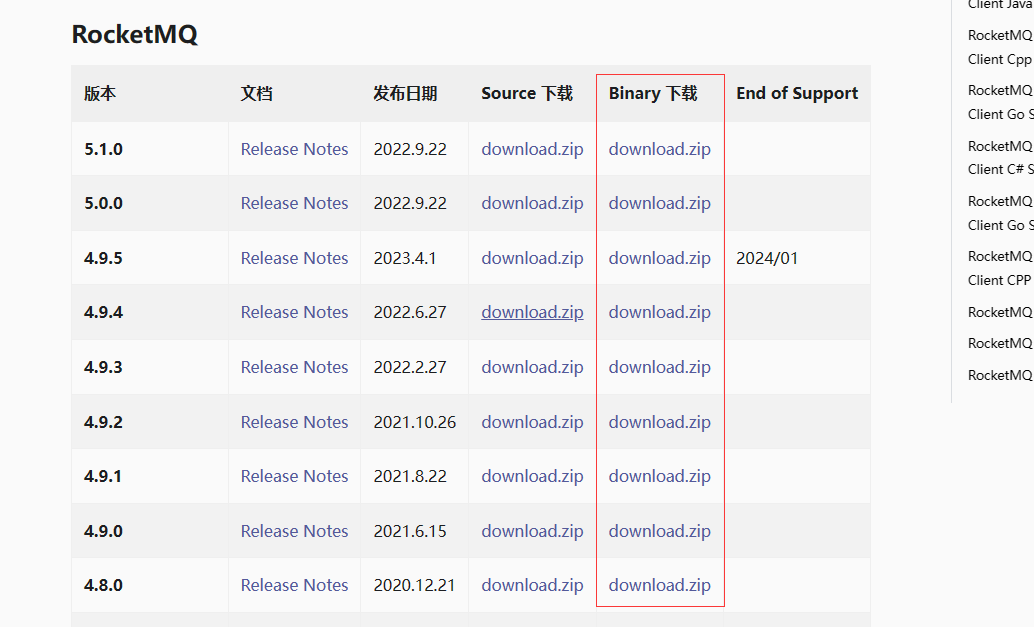 RocketMQ
版本 文档 发布日期 Source 下载 Binary 下载 End of Support
5.1.0 Release Notes 2022.9.22 download.zip download.zip
5.0.0 Release Notes 2022.9.22 download.zip download.zip
4.9.5 Release Notes 2023.4.1 download.zip download.zip 2024/01
4.9.4 Release Notes 2022.6.27 download.zip download.zip
4.9.3 Release Notes 2022.2.27 download.zip download.zip
4.9.2 Release Notes 2021.10.26 download.zip download.zip
4.9.1 Release Notes 2021.8.22 download.zip download.zip
4.9.0 Release Notes 2021.6.15 download.zip download.zip
4.8.0 Release Notes 2020.12.21 download.zip download.zip
Client Java
RocketMQ
Client Cpp
RocketMQ
Client Go S
RocketMQ
Client C# S
RocketMQ
Client Go S
RocketMQ
Client CPP
RocketMQ
RocketMQ
RocketMQ